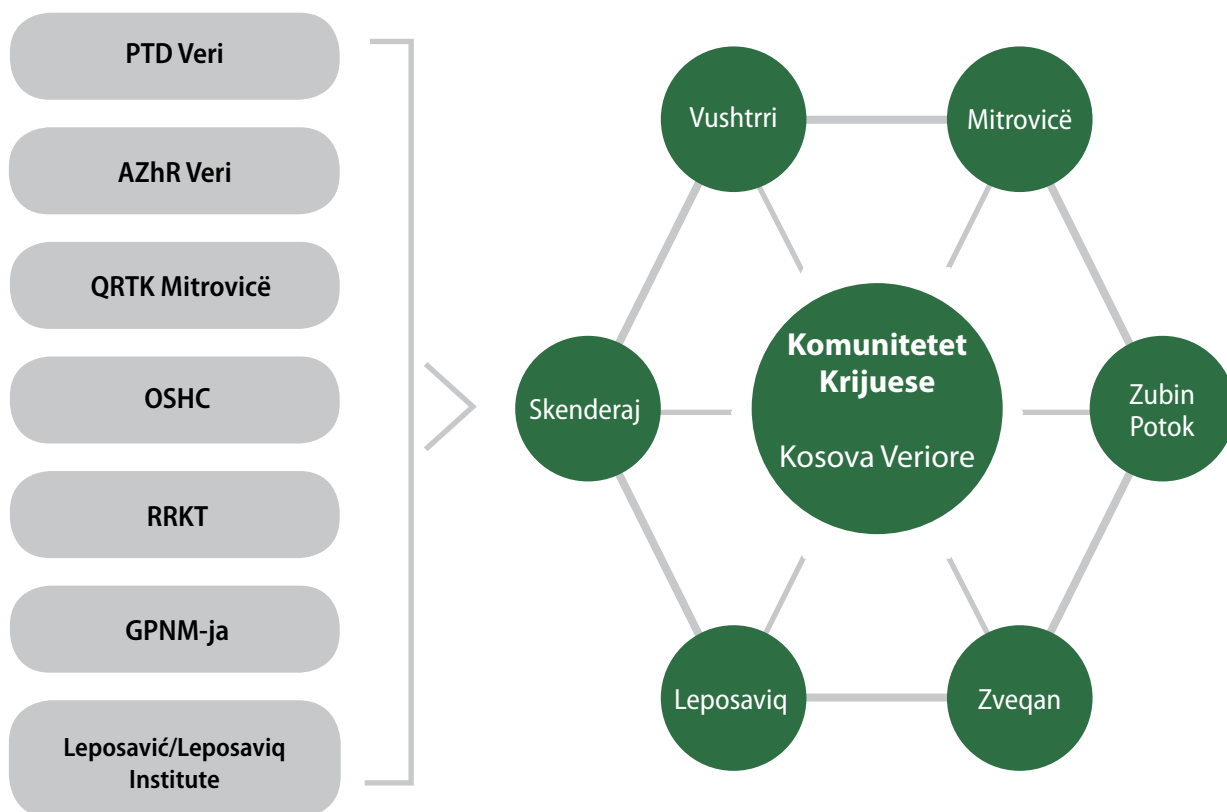 PTD Veri
AZhR Veri
QRTK Mitrovicë
OSHC
RRKT
GPNM-ja
Leposavić/Leposaviq
Institute
Vushtrri
Mitrovicë
Skenderaj
Komunitetet
Krijuese
Kosova Veriore
Zubin
Potok
Leposaviq
Zveqan